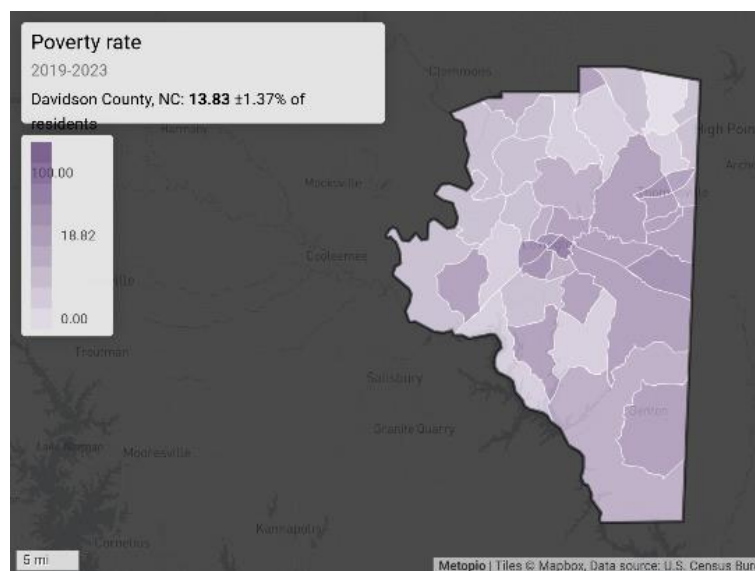 Poverty rate
2019-2023
Davidson County, NC: 13.83 ±1.37% of
residents
100.00
18.82
0.00
Clemmons
High Poin
Mocksville
Cooleemee
Troutman
Salisbury
Granite Quarry
Denton
Mooresville
Kannapolis
Cornelius
5 mi
Metopio | Tiles © Mapbox, Data source: U.S. Census Bur